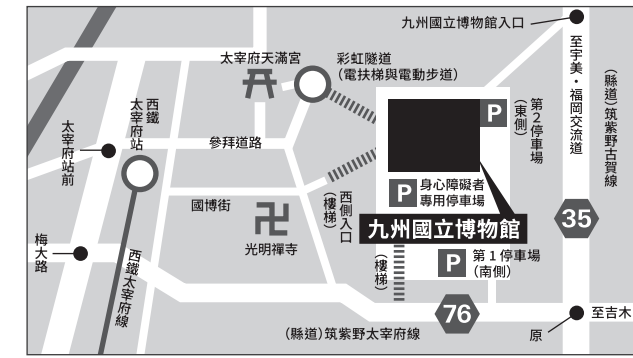 九州國立博物館入口
至宇美・福岡交流道
（縣道）筑紫野古賀線
太宰府天滿宮
彩虹隧道
（電扶梯與電動步道）
P
第2停車場
（東側）
西鐵
太宰府站
太宰府站前
參拜道路
P
身心障礙者
專用停車場
國博街
光明禪寺
西側入口
（樓梯）
九州國立博物館
35
梅大路
西鐵太宰府線
（樓梯）
P
第1停車場
（南側）
76
（縣道）筑紫野太宰府線
原
至吉木